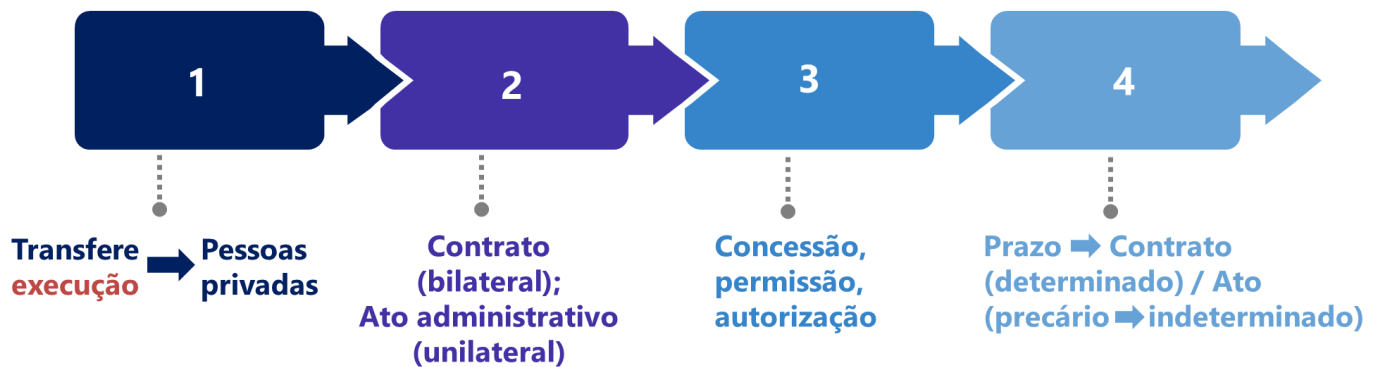 1
2
3
4
Transfere ➡ Pessoas
execução privadas
Contrato
(bilateral);
Ato administrativo
(unilateral)
Concessão,
permissão,
autorização
Prazo ➡ Contrato
(determinado) / Ato
(precário ➡ indeterminado)